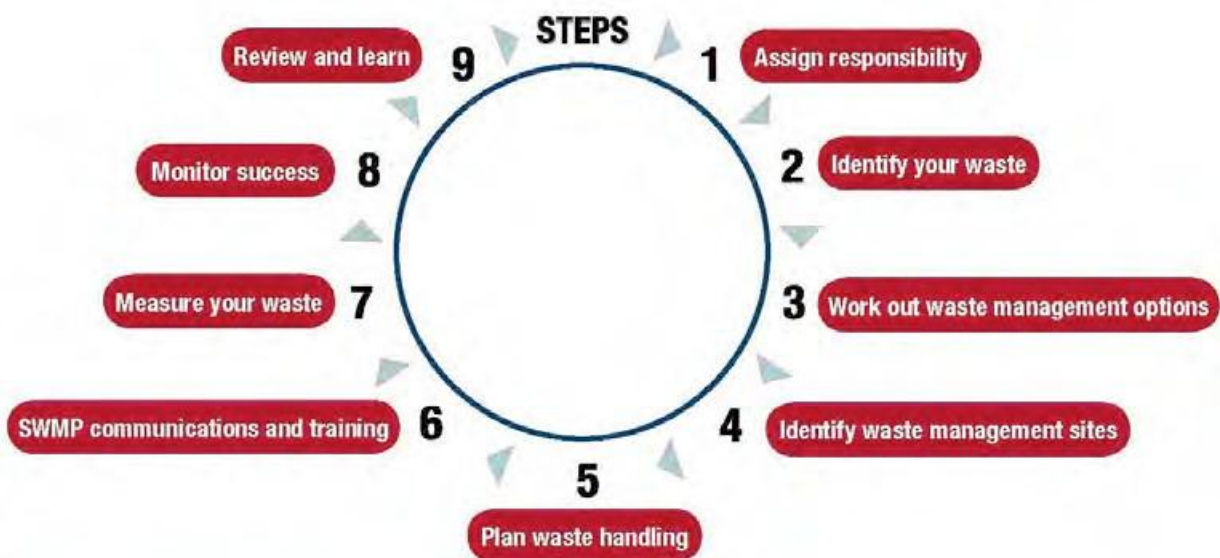 STEPS
1 Assign responsibility
2 Identify your waste
3 Work out waste management options
4 Identify waste management sites
5
Plan waste handling
6 SWMP communications and training
7 Measure your waste
8 Monitor success
9 Review and learn